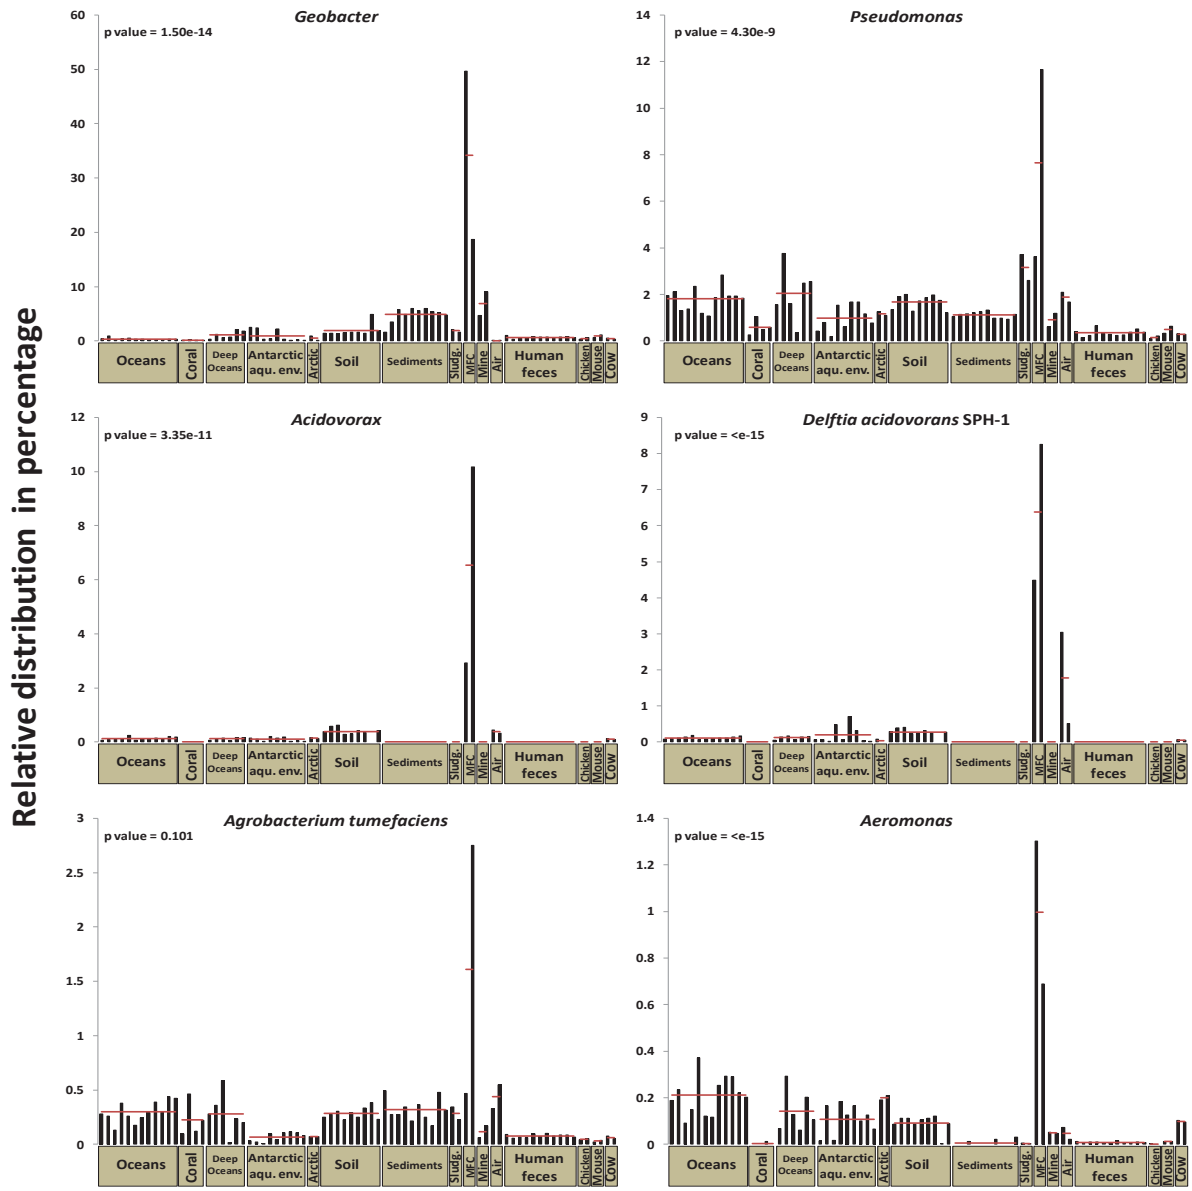 Relative distribution in percentage
Geobacter
p value = 1.50e-14
60
50
40
30
20
10
0
Oceans
Coral
Deep
Oceans
Antarctic
aqu. env.
Arctic
Soil
Sediments
Sludg.
MFC
Mine
Air
Human
feces
Chicken
Mouse
Cow
Pseudomonas
p value = 4.30e-9
14
12
10
8
6
4
2
0
Oceans
Coral
Deep
Oceans
Antarctic
aqu. env.
Arctic
Soil
Sediments
Sludg.
MFC
Mine
Air
Human
feces
Chicken
Mouse
Cow
Acidovorax
p value = 3.35e-11
12
10
8
6
4
2
0
Oceans
Coral
Deep
Oceans
Antarctic
aqu. env.
Arctic
Soil
Sediments
Sludg.
MFC
Mine
Air
Human
feces
Chicken
Mouse
Cow
Delftia acidovorans SPH-1
p value = <e-15
9
8
7
6
5
4
3
2
1
0
Oceans
Coral
Deep
Oceans
Antarctic
aqu. env.
Arctic
Soil
Sediments
Sludg.
MFC
Mine
Air
Human
feces
Chicken
Mouse
Cow
Agrobacterium tumefaciens
p value = 0.101
3
2.5
2
1.5
1
0.5
0
Oceans
Coral
Deep
Oceans
Antarctic
aqu. env.
Arctic
Soil
Sediments
Sludg.
MFC
Mine
Air
Human
feces
Chicken
Mouse
Cow
Aeromonas
p value = <e-15
1.4
1.2
1
0.8
0.6
0.4
0.2
0
Oceans
Coral
Deep
Oceans
Antarctic
aqu. env.
Arctic
Soil
Sediments
Sludg.
MFC
Mine
Air
Human
feces
Chicken
Mouse
Cow